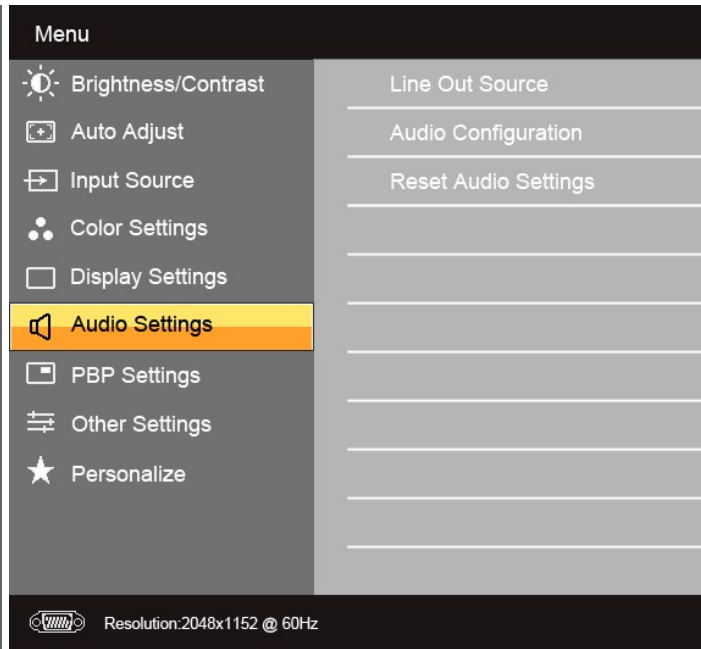 Menu
Brightness/Contrast
Auto Adjust
Input Source
Color Settings
Display Settings
Audio Settings
PBP Settings
Other Settings
Personalize
Line Out Source
Audio Configuration
Reset Audio Settings
Resolution:2048x1152 @ 60Hz